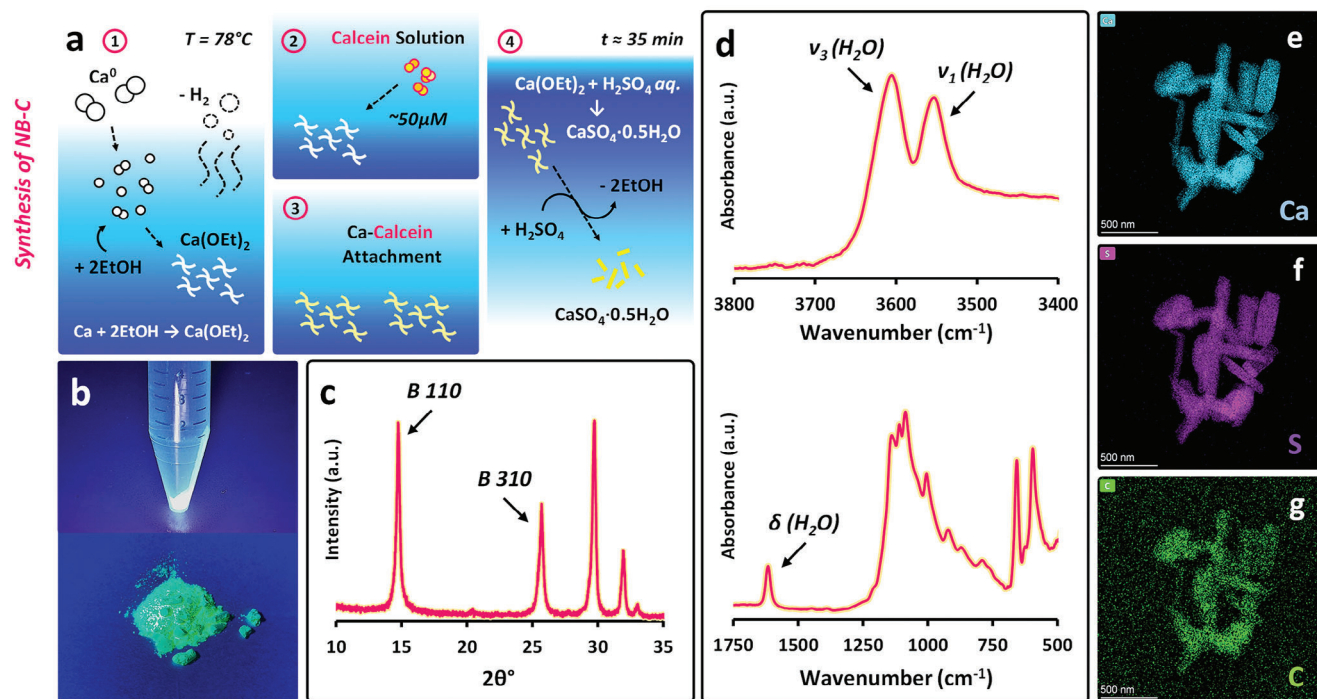 Synthesis of NB-C
a
1
T = 78°C
Ca⁰
- H₂
+ 2EtOH
Ca(OEt)₂
Ca + 2EtOH → Ca(OEt)₂
2
Calcein Solution
~50μM
3
Ca-Calcein
Attachment
4
t ≈ 35 min
Ca(OEt)₂ + H₂SO₄ aq.
↓
CaSO₄·0.5H₂O
- 2EtOH
+ H₂SO₄
CaSO₄·0.5H₂O
b
c
B 110
B 310
Intensity (a.u.)
10 15 20 25 30 35
2θ°
d
ν₃ (H₂O)
ν₁ (H₂O)
Absorbance (a.u.)
3800 3700 3600 3500 3400
Wavenumber (cm⁻¹)
δ (H₂O)
Absorbance (a.u.)
1750 1500 1250 1000 750 500
Wavenumber (cm⁻¹)
Ca
e
500 nm
Ca
S
f
500 nm
S
C
g
500 nm
C